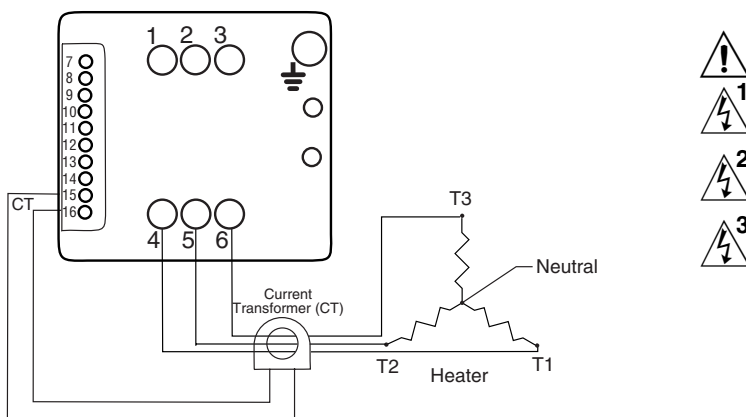 1 2 3
7
8
9
10
11
12
13
14
15
16
CT
4 5 6
Current
Transformer (CT)
T3
Neutral
T2
T1
Heater
!
1
2
3